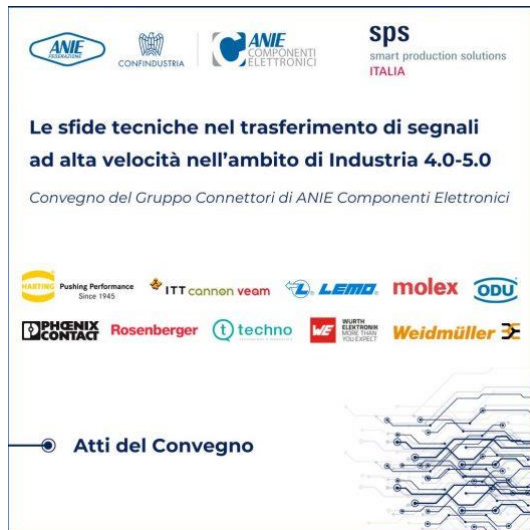 ANIE
FEDERAZIONE
CONFINDUSTRIA
ANIE
COMPONENTI
ELETTRONICI
sps
smart production solutions
ITALIA
Le sfide tecniche nel trasferimento di segnali
ad alta velocità nell'ambito di Industria 4.0-5.0
Convegno del Gruppo Connettori di ANIE Componenti Elettronici
HARTING Pushing Performance
Since 1945
ITT cannon veam
LEMO
molex
ODU
PHŒNIX
CONTACT
Rosenberger
techno
WE WURTH
ELEKTRONIK
MORE THAN
YOU EXPECT
Weidmüller
Atti del Convegno